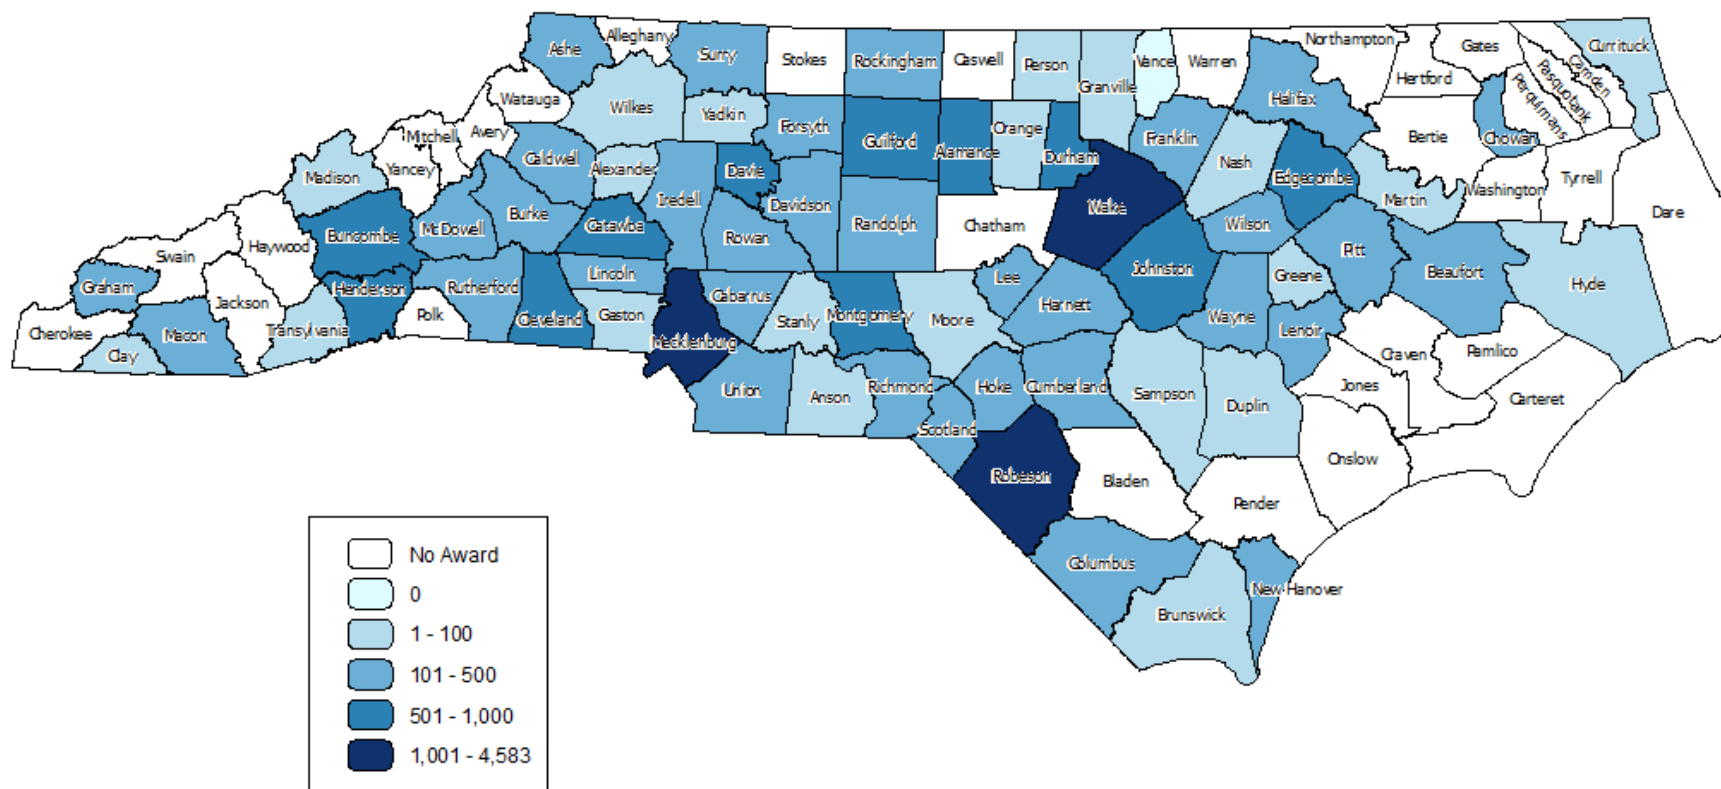 Ashe
Alleghany
Surry
Stokes
Rockingham
Caswell
Person
Granville
Vance
Warren
Northampton
Gates
Hertford
Currituck
Camden
Pasquotank
Perquimans
Chowan
Halifax
Bertie
Watauga
Wilkes
Yadkin
Forsyth
Guilford
Alamance
Orange
Durham
Franklin
Nash
Edgecombe
Martin
Washington
Tyrrell
Dare
Mitchell
Avery
Yancey
Madison
Caldwell
Alexander
Iredell
Davie
Davidson
Randolph
Chatham
Wake
Wilson
Pitt
Beaufort
Hyde
Swain
Haywood
Buncombe
McDowell
Burke
Catawba
Rowan
Lee
Johnston
Greene
Graham
Jackson
Henderson
Rutherford
Lincoln
Cherokee
Clay
Macon
Transylvania
Polk
Cleveland
Gaston
Mecklenburg
Cabarrus
Stanly
Montgomery
Moore
Harnett
Wayne
Lenoir
Craven
Pamlico
Jones
Carteret
Union
Anson
Richmond
Scotland
Hoke
Cumberland
Sampson
Duplin
Onslow
Robeson
Bladen
Pender
Columbus
Brunswick
New Hanover
No Award
0
1 - 100
101 - 500
501 - 1,000
1,001 - 4,583